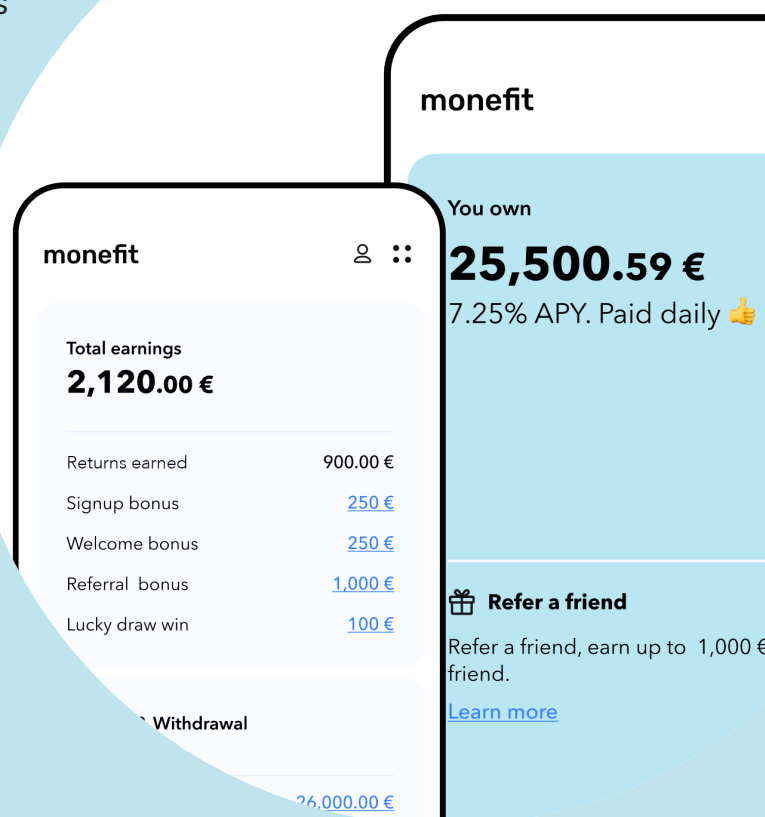 monefit
You own
25,500.59 €
7.25% APY. Paid daily 👍
Refer a friend
Refer a friend, earn up to 1,000 €
friend.
Learn more
monefit
Total earnings
2,120.00 €
Returns earned 900.00 €
Signup bonus 250 €
Welcome bonus 250 €
Referral bonus 1,000 €
Lucky draw win 100 €
Withdrawal
26,000.00 €